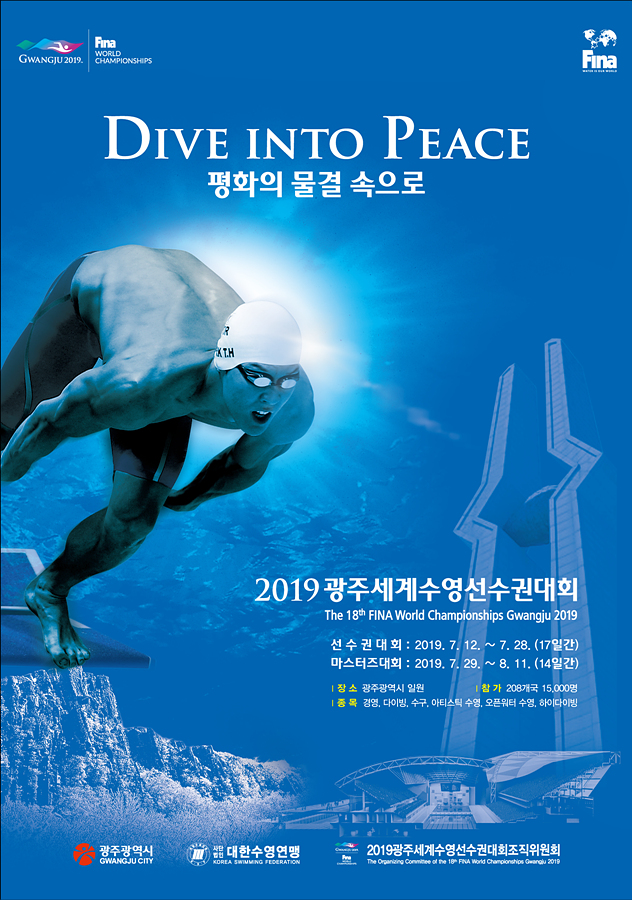 GWANGJU 2019.
FINA
WORLD
CHAMPIONSHIPS
FINA
WATER IS OUR WORLD
DIVE INTO PEACE
평화의 물결 속으로
K T.H
2019 광주세계수영선수권대회
The 18th FINA World Championships Gwangju 2019
선수권대회 : 2019. 7. 12. ~ 7. 28. (17일간)
마스터즈대회 : 2019. 7. 29. ~ 8. 11. (14일간)
장소 광주광역시 일원
참가 208개국 15,000명
종목 경영, 다이빙, 수구, 아티스틱 수영, 오픈워터 수영, 하이다이빙
광주광역시
GWANGJU CITY
사단법인 대한수영연맹
KOREA SWIMMING FEDERATION
2019광주세계수영선수권대회조직위원회
The Organizing Committee of the 18th FINA World Championships Gwangju 2019